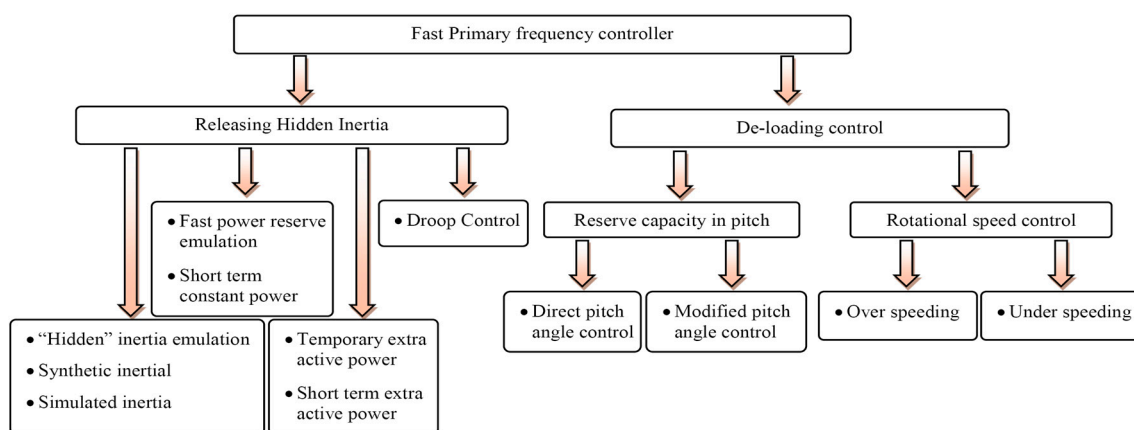 Fast Primary frequency controller
Releasing Hidden Inertia
De-loading control
• Fast power reserve
emulation
• Short term
constant power
• Droop Control
Reserve capacity in pitch
Rotational speed control
• “Hidden” inertia emulation
• Synthetic inertial
• Simulated inertia
• Temporary extra
active power
• Short term extra
active power
• Direct pitch
angle control
• Modified pitch
angle control
• Over speeding
• Under speeding